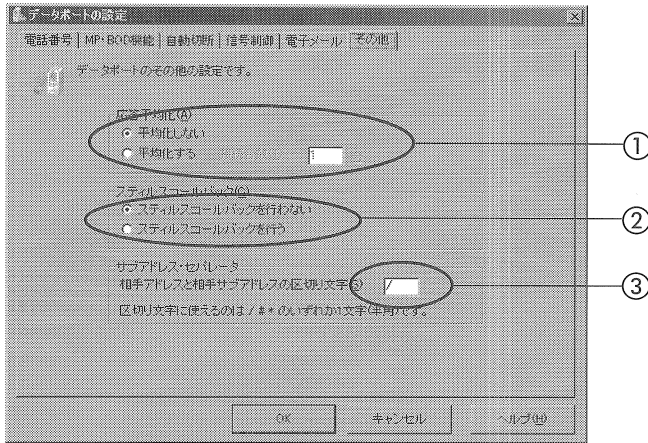 データポートの設定
電話番号 MP・BOD機能 自動切断 信号制御 電子メール その他
データポートのその他の設定です。
応答平均化(A)
平均化しない
平均化する
1
①
スティルスコールバック(C)
スティルスコールバックを行わない
スティルスコールバックを行う
②
サブアドレス・セパレータ
相手アドレスと相手サブアドレスの区切り文字(S) /
③
区切り文字に使えるのは / # * のいずれか1文字(半角)です。
OK キャンセル ヘルプ(H)